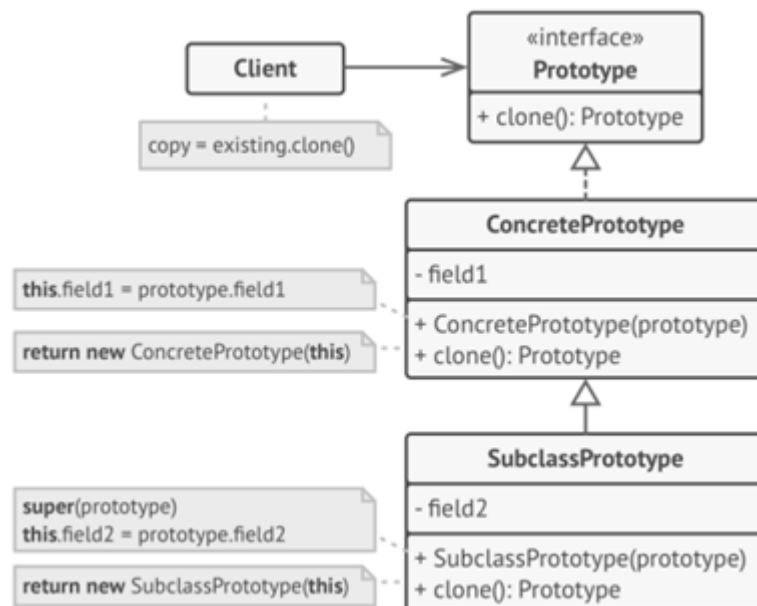 Client
«interface»
Prototype
+ clone(): Prototype
copy = existing.clone()
ConcretePrototype
- field1
this.field1 = prototype.field1
+ ConcretePrototype(prototype)
return new ConcretePrototype(this)
+ clone(): Prototype
SubclassPrototype
- field2
super(prototype)
this.field2 = prototype.field2
+ SubclassPrototype(prototype)
return new SubclassPrototype(this)
+ clone(): Prototype